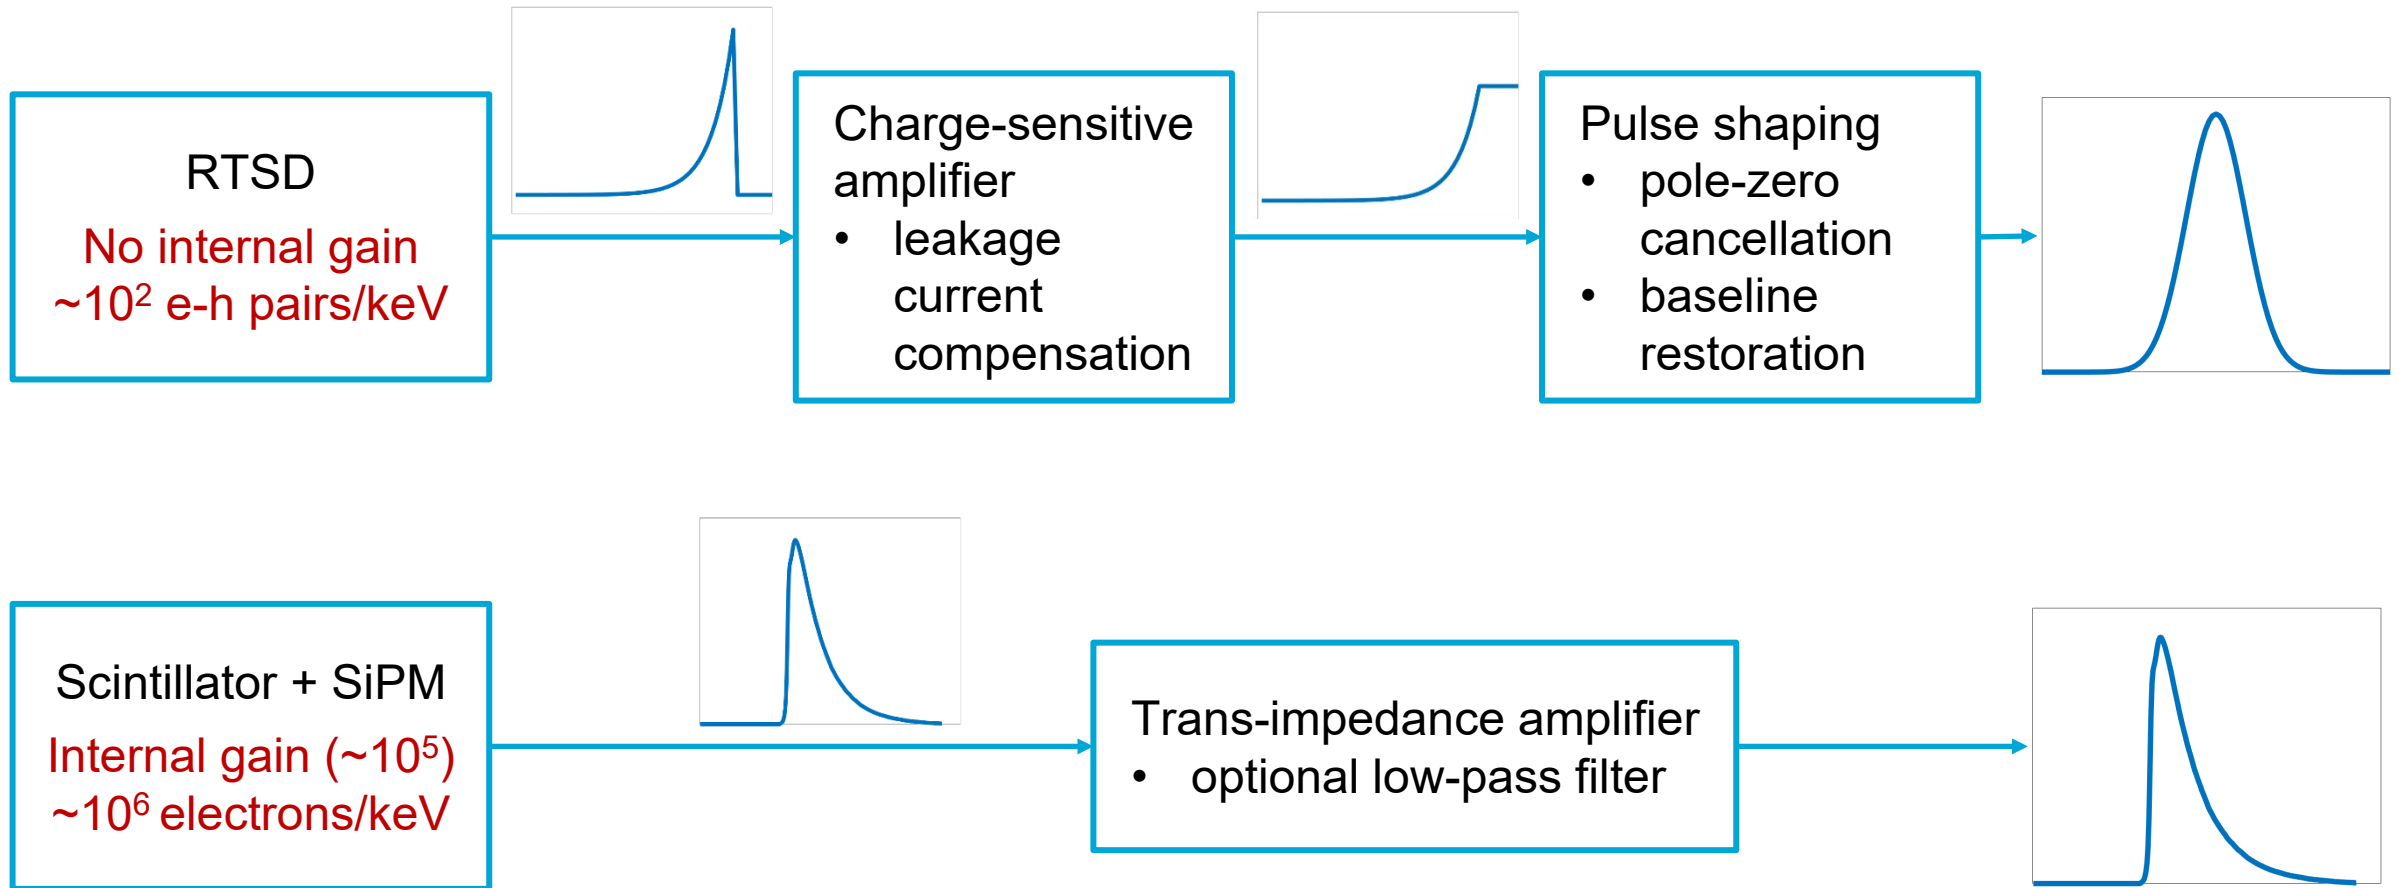 RTSD
No internal gain
~10² e-h pairs/keV
Charge-sensitive
amplifier
• leakage
current
compensation
Pulse shaping
• pole-zero
cancellation
• baseline
restoration
Scintillator + SiPM
Internal gain (~10⁵)
~10⁶ electrons/keV
Trans-impedance amplifier
• optional low-pass filter